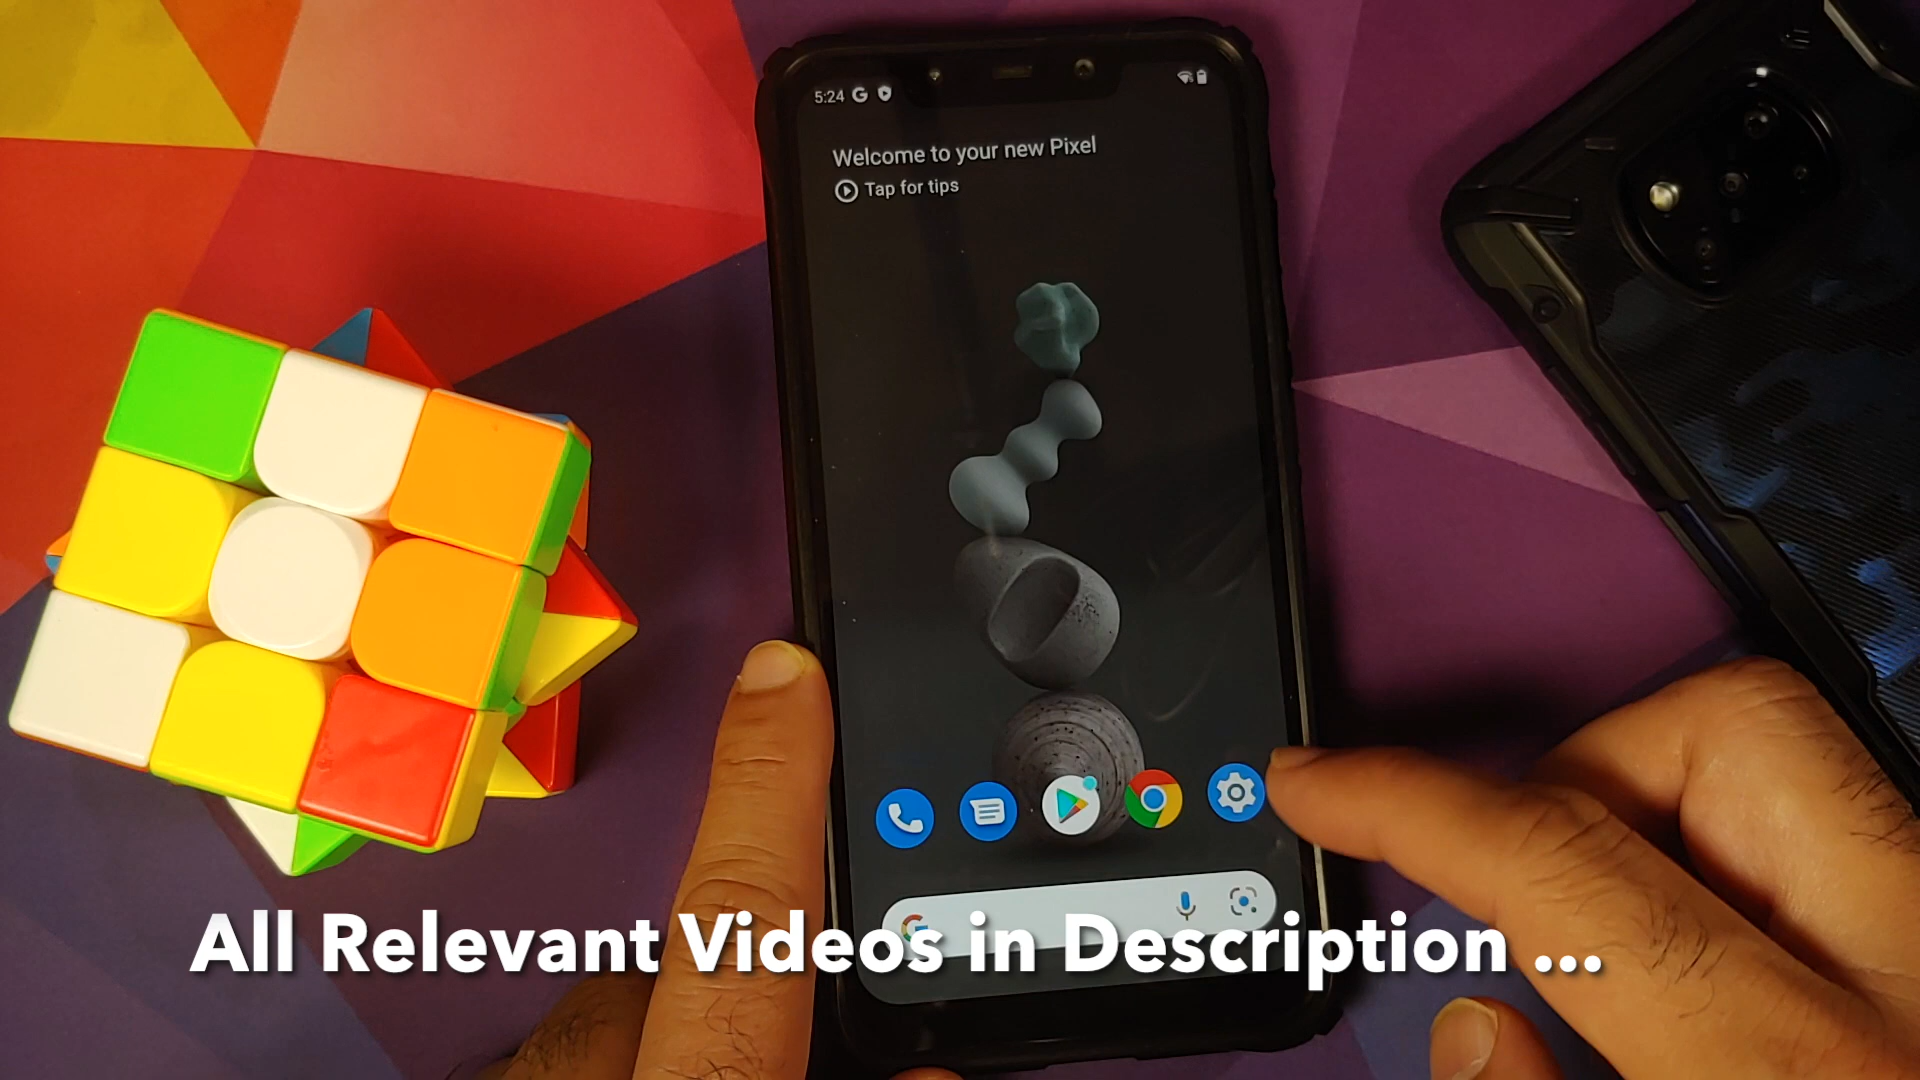 5:24
Welcome to your new Pixel
Tap for tips
All Relevant Videos in Description ...